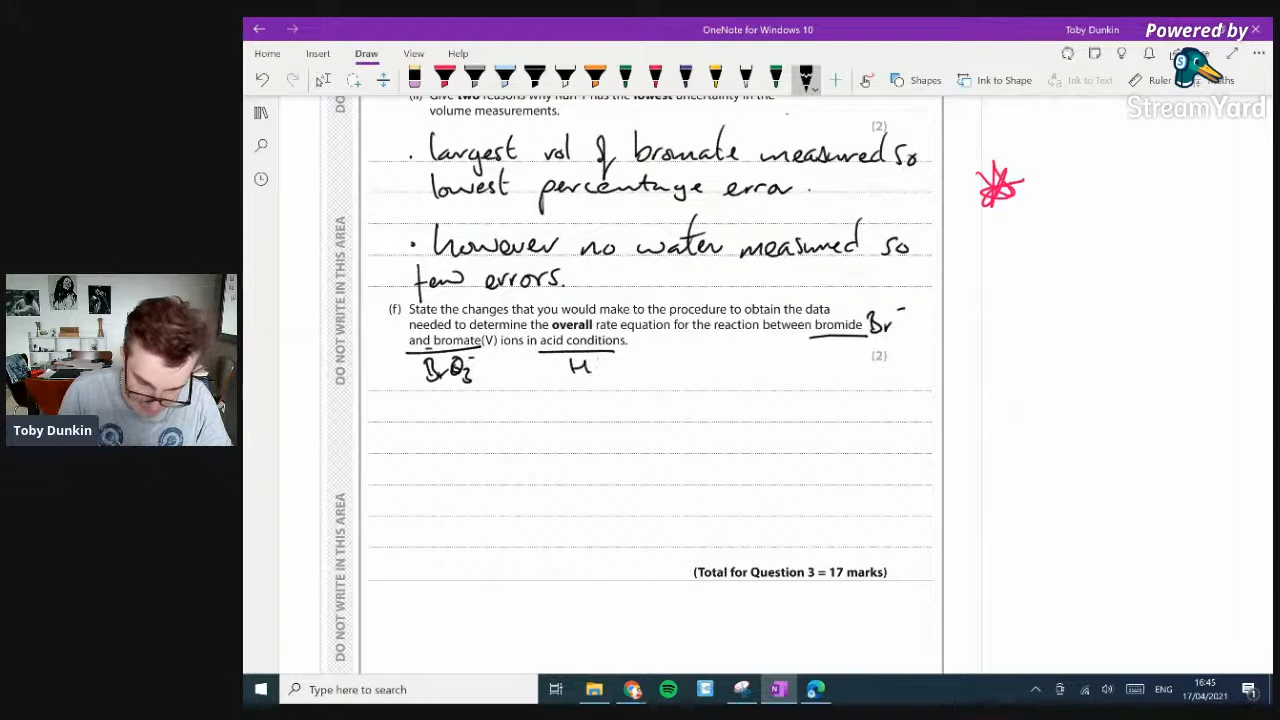 OneNote for Windows 10
Toby Dunkin
Powered by
StreamYard
Home Insert Draw View Help
Shapes Ink to Shape Ink to Text Ruler
DO
volume measurements.
(2)
. largest vol of bromate measured so
lowest percentage error .
• however no water measured so
few errors.
(f) State the changes that you would make to the procedure to obtain the data
needed to determine the overall rate equation for the reaction between bromide Br⁻
and bromate(V) ions in acid conditions.
(2)
BrO₃⁻ H
DO NOT WRITE IN THIS AREA
DO NOT WRITE IN THIS AREA
(Total for Question 3 = 17 marks)
Toby Dunkin
Type here to search
ENG
16:45
17/04/2021